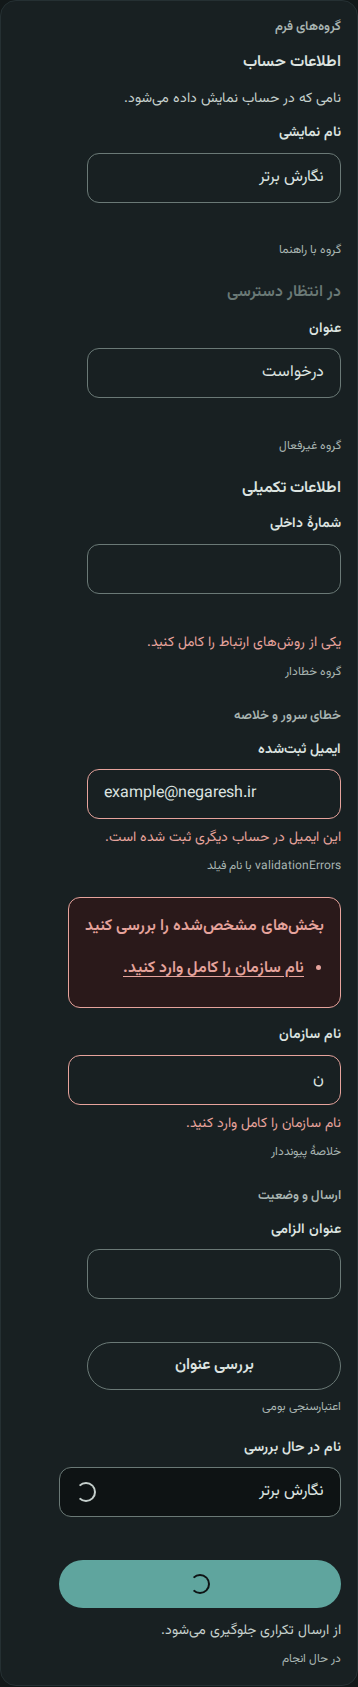 گروه‌های فرم
اطلاعات حساب
نامی که در حساب نمایش داده می‌شود.
نام نمایشی
نگارش برتر
گروه با راهنما
در انتظار دسترسی
عنوان
درخواست
گروه غیرفعال
اطلاعات تکمیلی
شمارهٔ داخلی
یکی از روش‌های ارتباط را کامل کنید.
گروه خطادار
خطای سرور و خلاصه
ایمیل ثبت‌شده
example@negaresh.ir
این ایمیل در حساب دیگری ثبت شده است.
validationErrors با نام فیلد
بخش‌های مشخص‌شده را بررسی کنید
نام سازمان را کامل وارد کنید.
نام سازمان
ن
نام سازمان را کامل وارد کنید.
خلاصهٔ پیونددار
ارسال و وضعیت
عنوان الزامی
بررسی عنوان
اعتبارسنجی بومی
نام در حال بررسی
نگارش برتر
از ارسال تکراری جلوگیری می‌شود.
در حال انجام